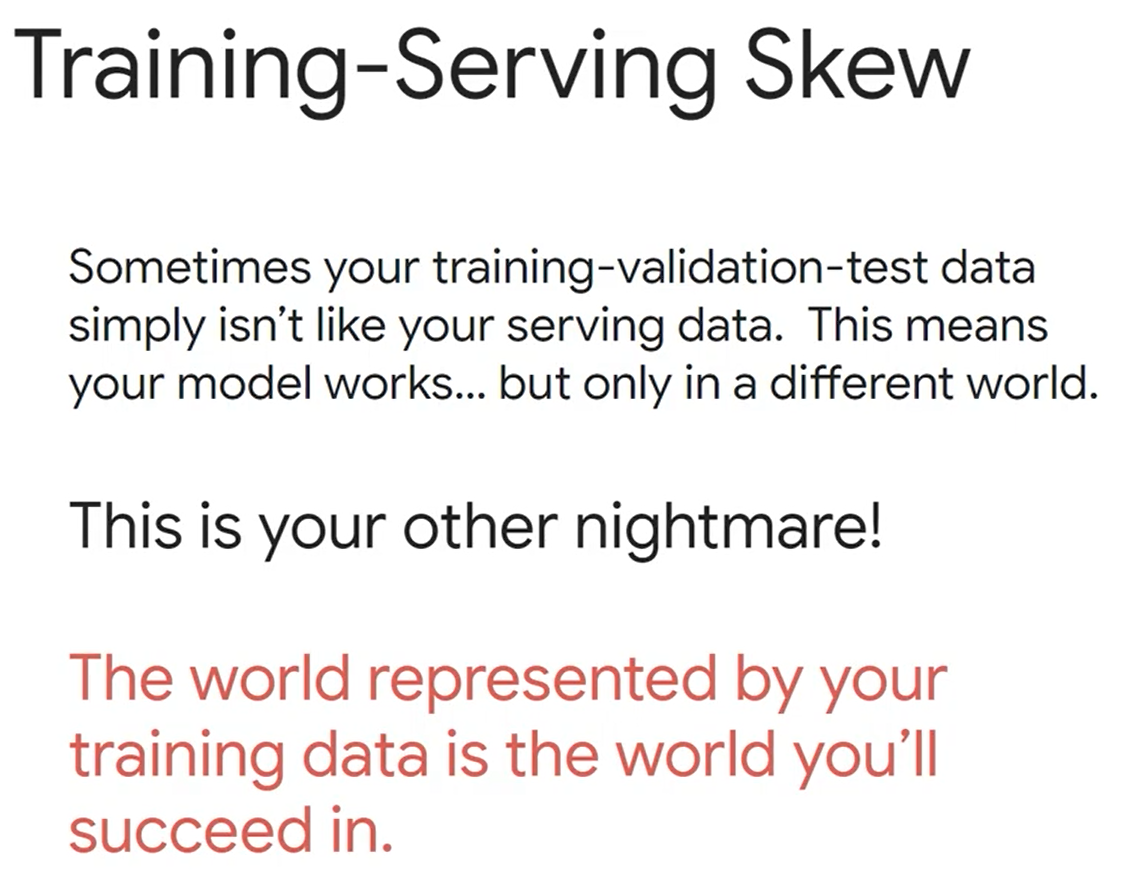 Training-Serving Skew
Sometimes your training-validation-test data
simply isn’t like your serving data.  This means
your model works... but only in a different world.
This is your other nightmare!
The world represented by your
training data is the world you’ll
succeed in.